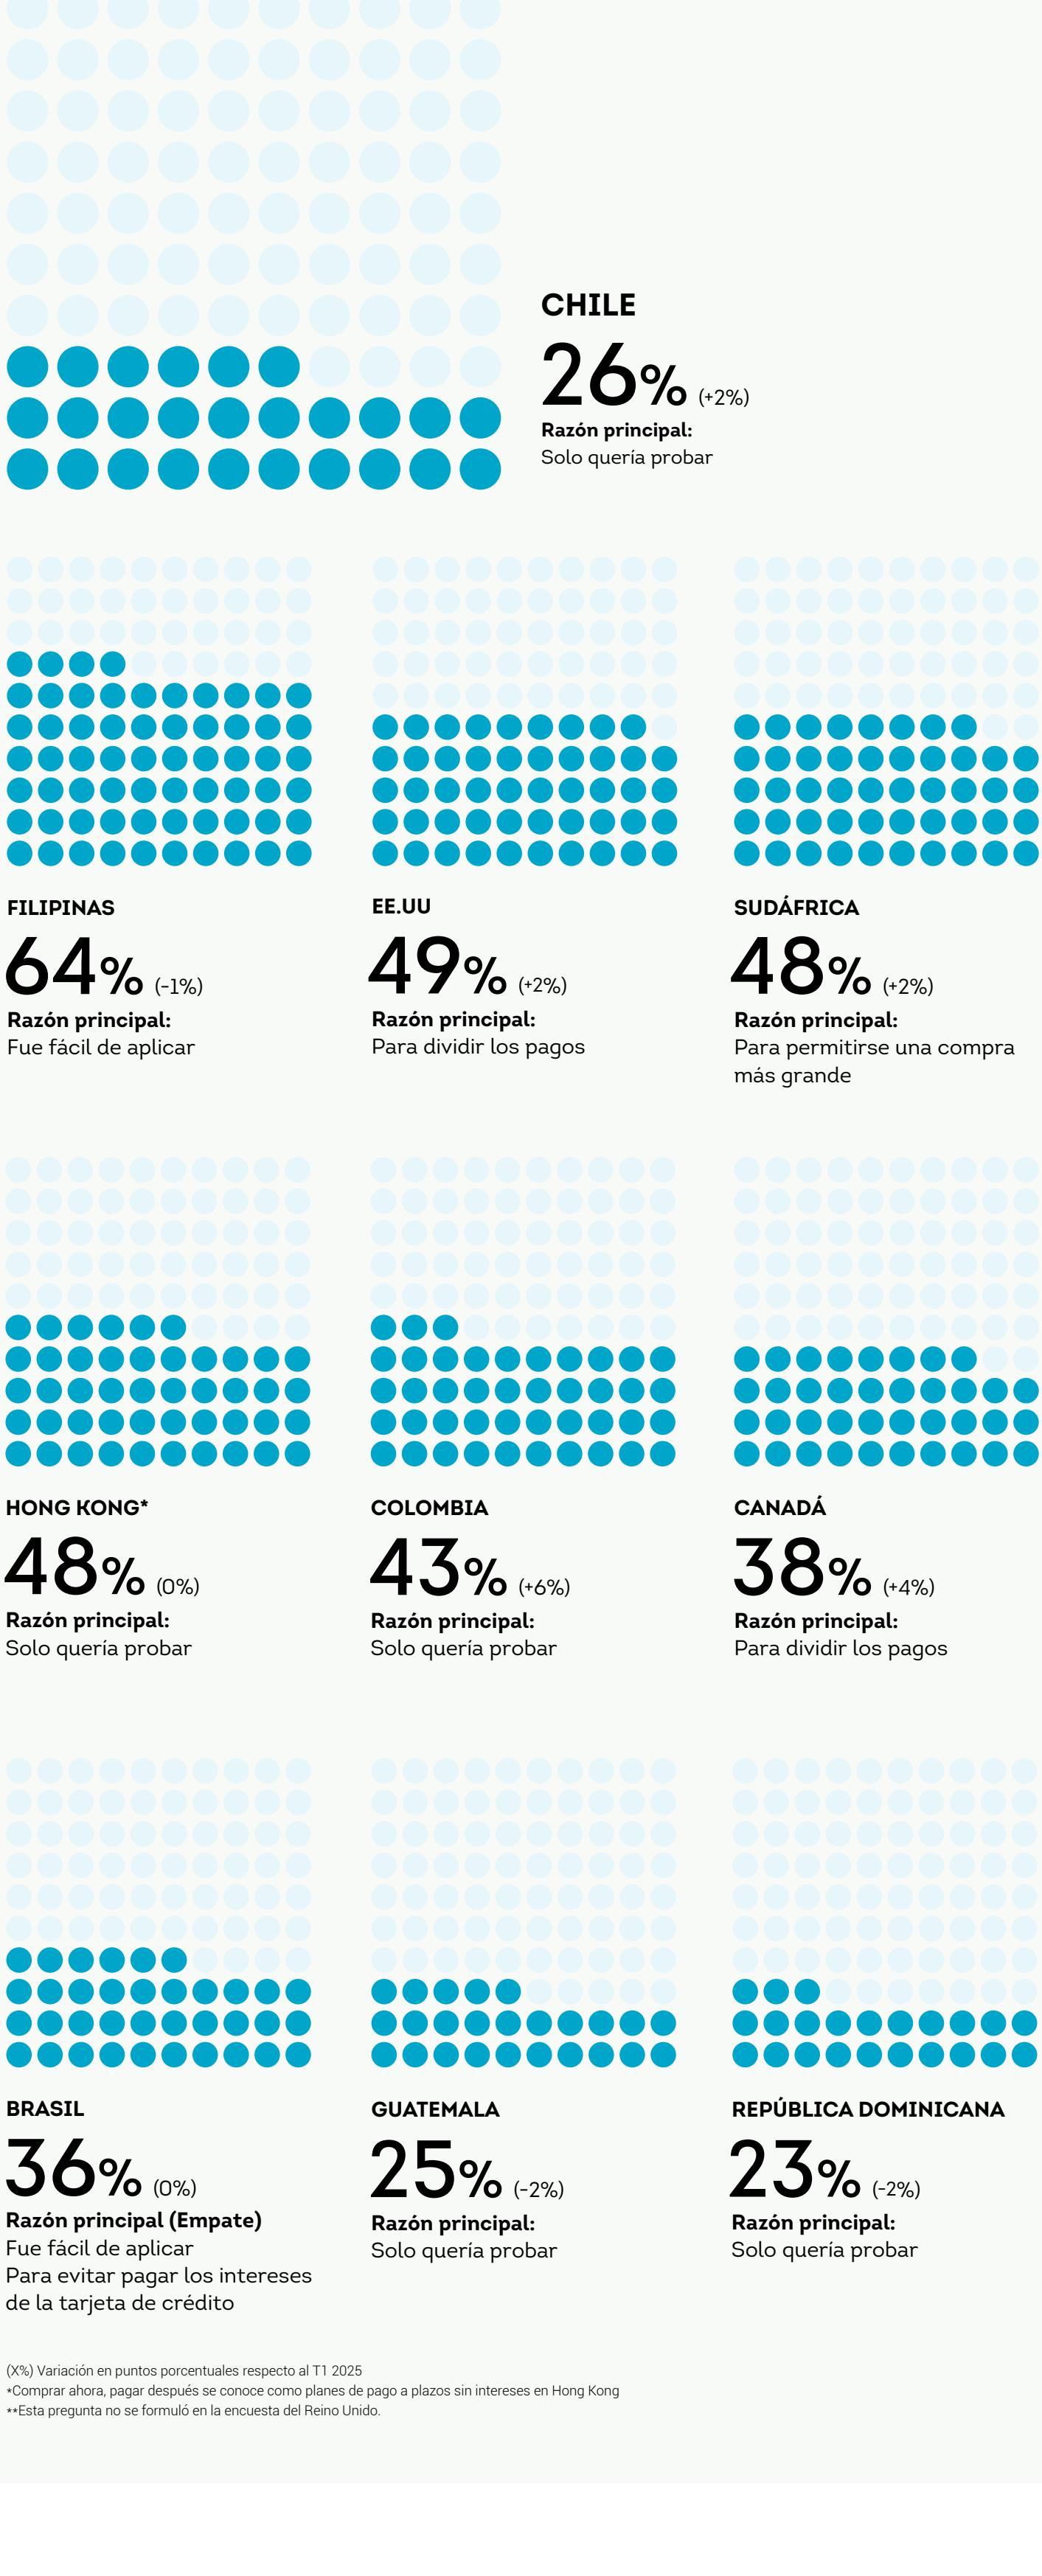 CHILE
26% (+2%)
Razón principal:
Solo quería probar
FILIPINAS
64% (-1%)
Razón principal:
Fue fácil de aplicar
EE.UU
49% (+2%)
Razón principal:
Para dividir los pagos
SUDÁFRICA
48% (+2%)
Razón principal:
Para permitirse una compra
más grande
HONG KONG*
48% (0%)
Razón principal:
Solo quería probar
COLOMBIA
43% (+6%)
Razón principal:
Solo quería probar
CANADÁ
38% (+4%)
Razón principal:
Para dividir los pagos
BRASIL
36% (0%)
Razón principal (Empate)
Fue fácil de aplicar
Para evitar pagar los intereses
de la tarjeta de crédito
GUATEMALA
25% (-2%)
Razón principal:
Solo quería probar
REPÚBLICA DOMINICANA
23% (-2%)
Razón principal:
Solo quería probar
(X%) Variación en puntos porcentuales respecto al T1 2025
*Comprar ahora, pagar después se conoce como planes de pago a plazos sin intereses en Hong Kong
**Esta pregunta no se formuló en la encuesta del Reino Unido.